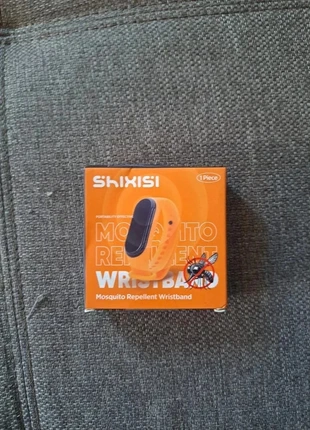 SHIXISI
1 Piece
MOSQUITO
REPELLENT
WRISTBAND
Mosquito Repellent Wristband